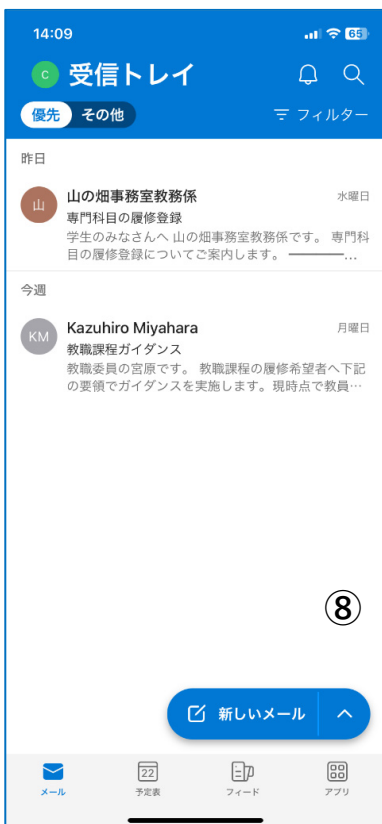 14:09
65
C 受信トレイ
優先 その他 フィルター
昨日
山 山の畑事務室教務係 水曜日
専門科目の履修登録
学生のみなさんへ 山の畑事務室教務係です。 専門科
目の履修登録についてご案内します。 ――――...
今週
KM Kazuhiro Miyahara 月曜日
教職課程ガイダンス
教職委員の宮原です。 教職課程の履修希望者へ下記
の要領でガイダンスを実施します。現時点で教員…
⑧
新しいメール
22
メール 予定表 フィード アプリ